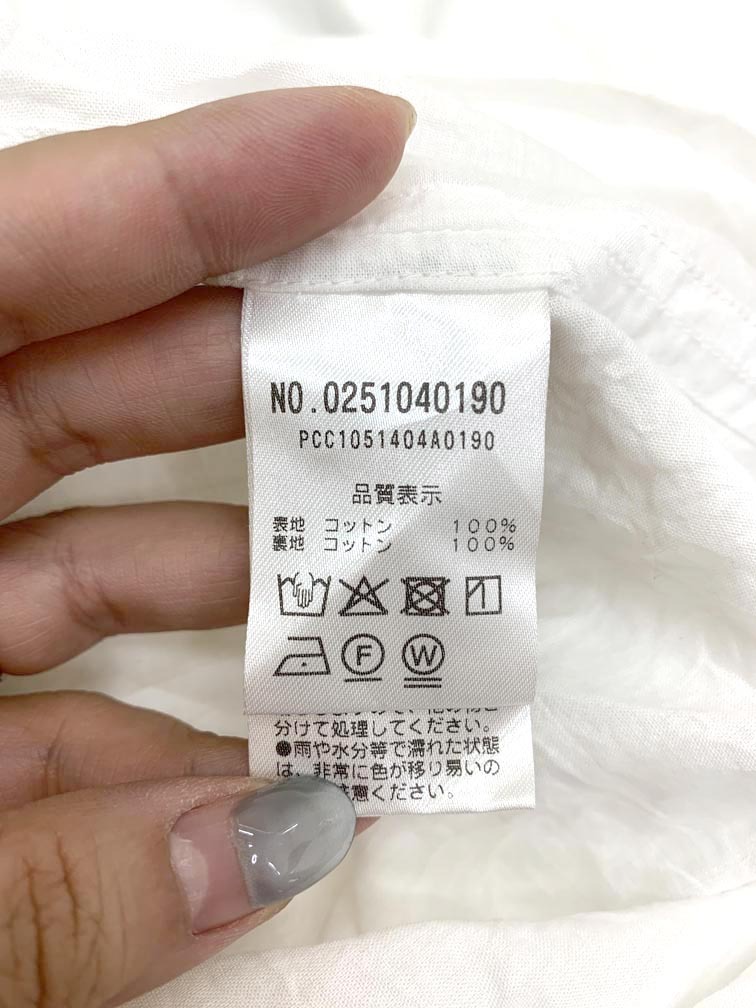 NO.0251040190
PCC1051404A0190
品質表示
表地 コットン 100%
裏地 コットン 100%
F W
分けて処理してください。
●雨や水分等で濡れた状態
は、非常に色が移り易いの
意ください。